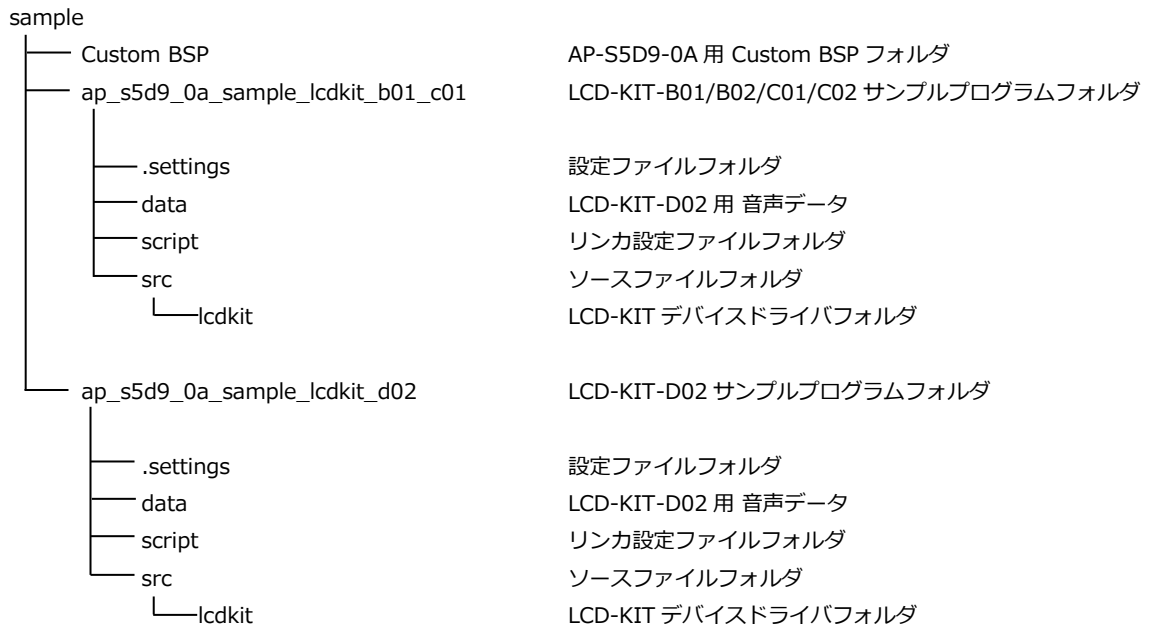 sample
Custom BSP AP-S5D9-0A 用 Custom BSP フォルダ
ap_s5d9_0a_sample_lcdkit_b01_c01 LCD-KIT-B01/B02/C01/C02 サンプルプログラムフォルダ
.settings 設定ファイルフォルダ
data LCD-KIT-D02 用 音声データ
script リンカ設定ファイルフォルダ
src ソースファイルフォルダ
lcdkit LCD-KIT デバイスドライバフォルダ
ap_s5d9_0a_sample_lcdkit_d02 LCD-KIT-D02 サンプルプログラムフォルダ
.settings 設定ファイルフォルダ
data LCD-KIT-D02 用 音声データ
script リンカ設定ファイルフォルダ
src ソースファイルフォルダ
lcdkit LCD-KIT デバイスドライバフォルダ